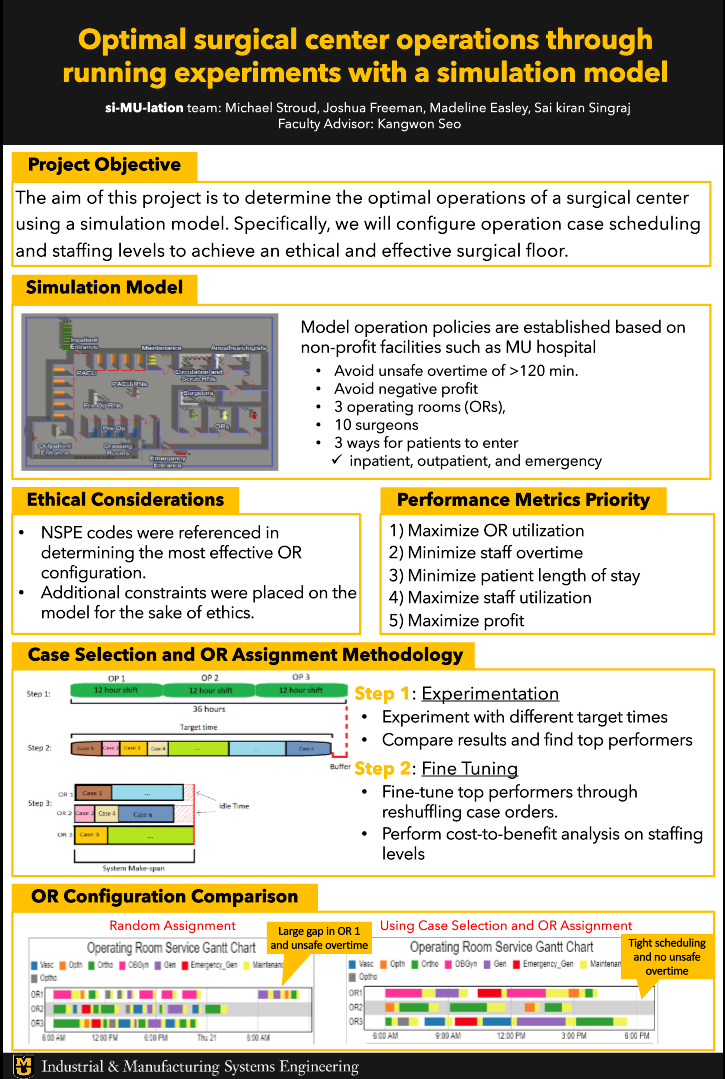 Optimal surgical center operations through
running experiments with a simulation model
si-MU-lation team: Michael Stroud, Joshua Freeman, Madeline Easley, Sai kiran Singraj
Faculty Advisor: Kangwon Seo
Project Objective
The aim of this project is to determine the optimal operations of a surgical center
using a simulation model. Specifically, we will configure operation case scheduling
and staffing levels to achieve an ethical and effective surgical floor.
Simulation Model
Inpatient
Entrance
Maintenance
Anesthesiologists
PACU
PACU RNs
Circulation and
Scrub RNs
Surgeons
Pre-Op RNs
ORs
Pre-Op
Outpatient
Entrance
Dressing
Rooms
Emergency
Entrance
Model operation policies are established based on
non-profit facilities such as MU hospital
• Avoid unsafe overtime of >120 min.
• Avoid negative profit
• 3 operating rooms (ORs),
• 10 surgeons
• 3 ways for patients to enter
✓ inpatient, outpatient, and emergency
Ethical Considerations
• NSPE codes were referenced in
determining the most effective OR
configuration.
• Additional constraints were placed on the
model for the sake of ethics.
Performance Metrics Priority
1) Maximize OR utilization
2) Minimize staff overtime
3) Minimize patient length of stay
4) Maximize staff utilization
5) Maximize profit
Case Selection and OR Assignment Methodology
OP 1 OP 2 OP 3
Step 1: 12 hour shift 12 hour shift 12 hour shift
36 hours
Target time
Step 2: Case 1 Case 2 Case 3 Case 4 ... ...
Buffer
OR 1 Case 1 ...
Idle Time
Step 3: OR 2 Case 2 Case 4
OR 3 Case 3 ...
System Make-span
Step 1: Experimentation
• Experiment with different target times
• Compare results and find top performers
Step 2: Fine Tuning
• Fine-tune top performers through
reshuffling case orders.
• Perform cost-to-benefit analysis on staffing
levels
OR Configuration Comparison
Random Assignment
Large gap in OR 1
and unsafe overtime
Operating Room Service Gantt Chart
Vasc Opth Ortho OBGyn Gen Emergency_Gen Maintenan
Optho
OR1
OR2
OR3
6:00 AM 12:00 PM 6:00 PM Thu 21 6:00 AM
Using Case Selection and OR Assignment
Tight scheduling
and no unsafe
overtime
Operating Room Service Gantt Chart
Vasc Opth Ortho OBGyn Gen Emergency_Gen Maintenan
Optho
OR1
OR2
OR3
6:00 AM 9:00 AM 12:00 PM 3:00 PM 6:00 PM
MU Industrial & Manufacturing Systems Engineering